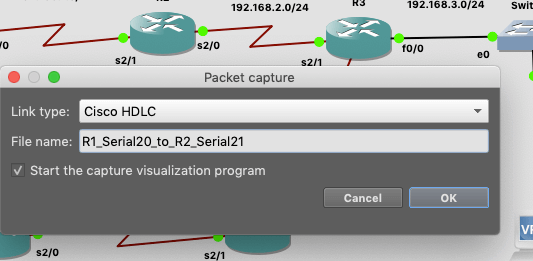 R3
192.168.2.0/24
192.168.3.0/24
Swit
s2/0
s2/1
s2/0
s2/1
f0/0
e0
Packet capture
Link type: Cisco HDLC
File name: R1_Serial20_to_R2_Serial21
Start the capture visualization program
Cancel OK
s2/0
s2/1